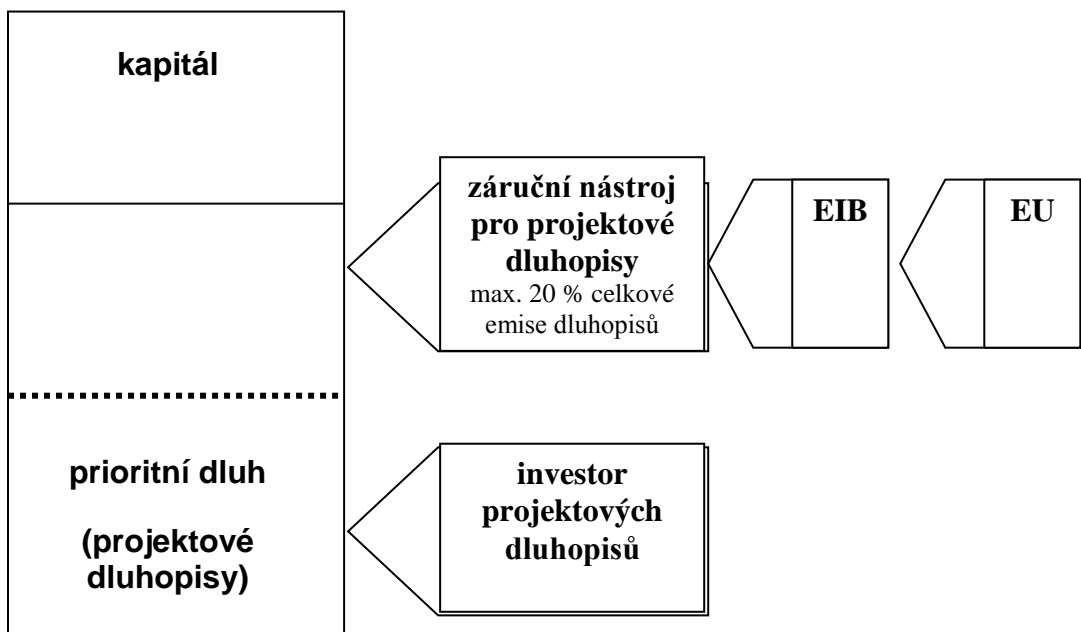 kapitál
záruční nástroj
pro projektové
dluhopisy
max. 20 % celkové
emise dluhopisů
EIB
EU
prioritní dluh
(projektové
dluhopisy)
investor
projektových
dluhopisů